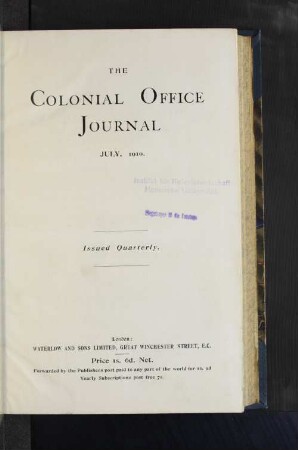 THE
COLONIAL OFFICE
JOURNAL
JULY, 1910.
Issued Quarterly.
London:
WATERLOW AND SONS LIMITED, GREAT WINCHESTER STREET, E.C.
Price 1s. 6d. Net.
Forwarded by the Publishers post paid to any part of the world for 1s. 9d
Yearly Subscriptions post free 7s.